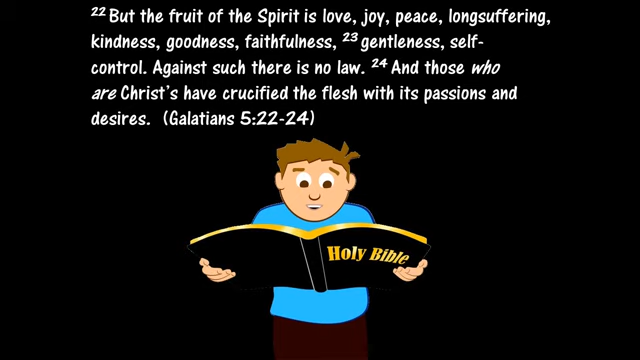 ²² But the fruit of the Spirit is love, joy, peace, longsuffering,
kindness, goodness, faithfulness, ²³ gentleness, self-
control. Against such there is no law. ²⁴ And those who
are Christ's have crucified the flesh with its passions and
desires. (Galatians 5:22-24)
Holy Bible